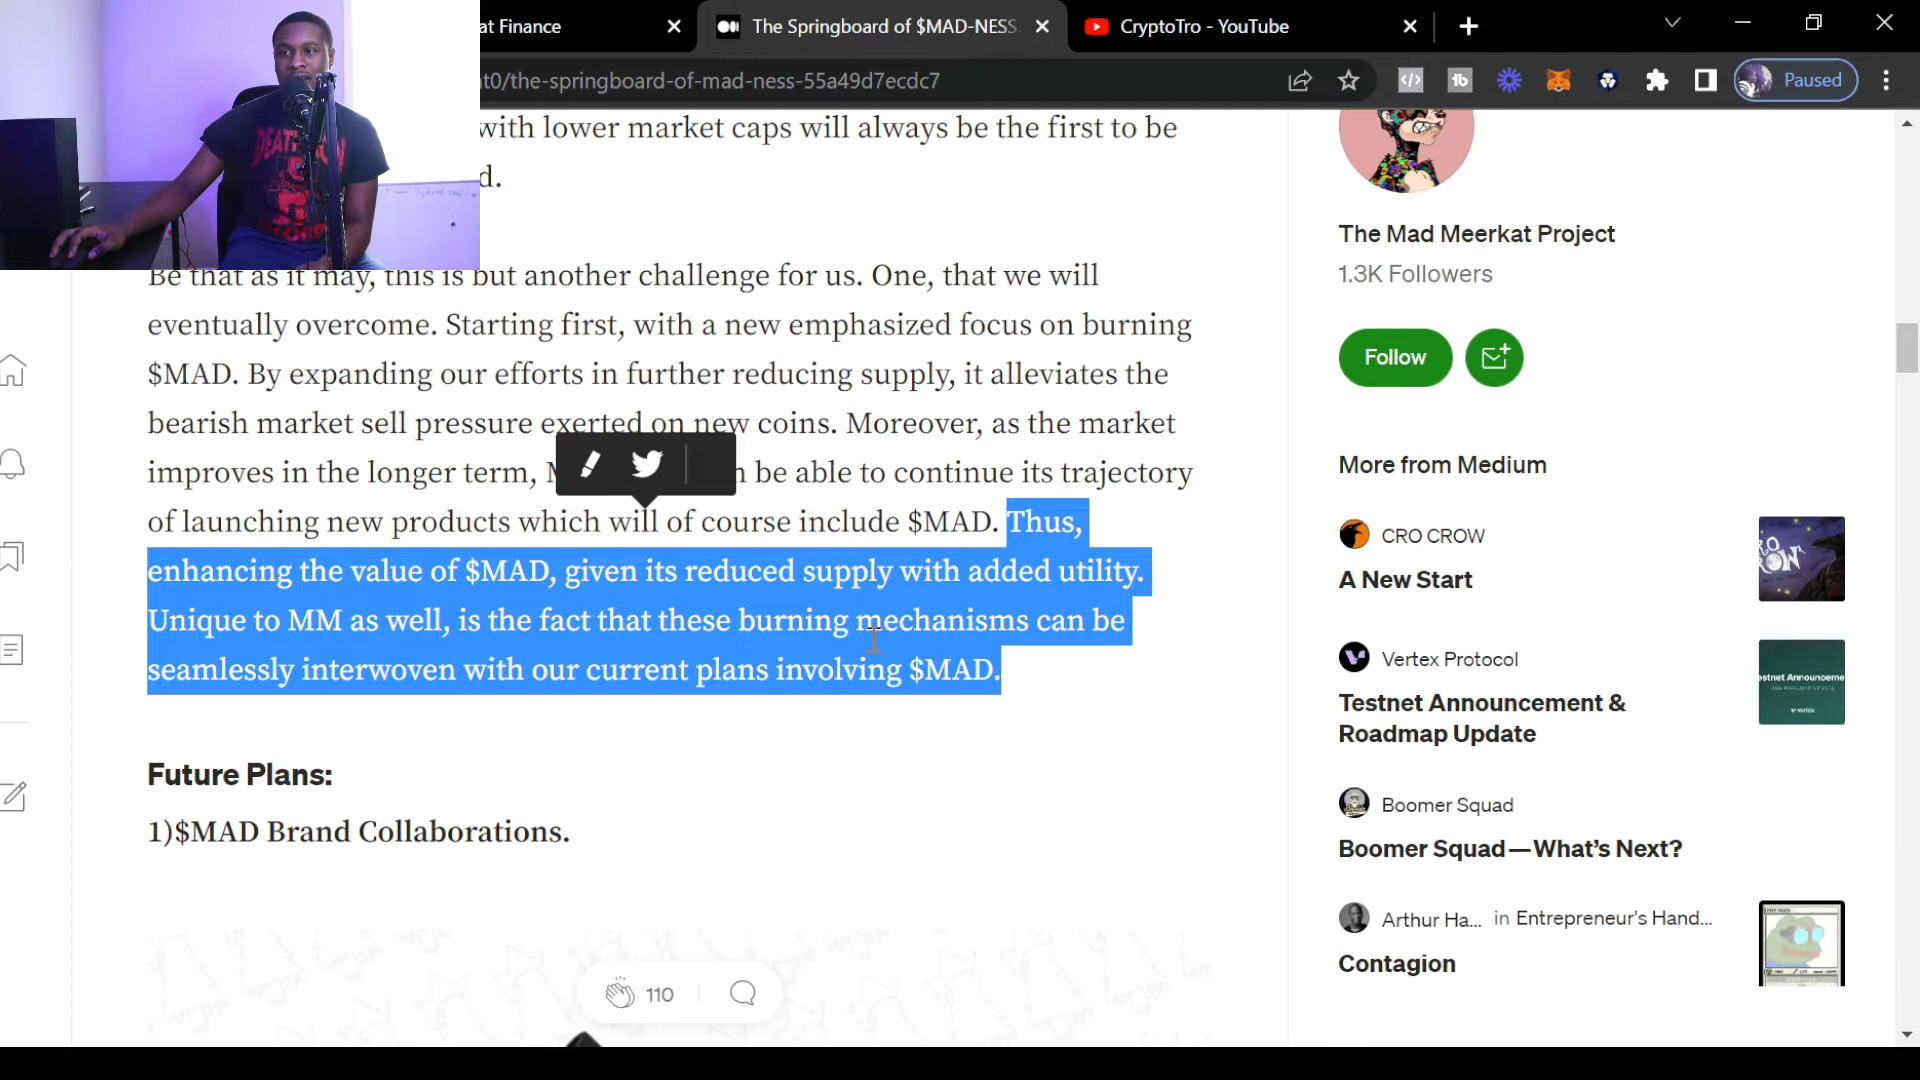 at Finance
The Springboard of $MAD-NESS
CryptoTro - YouTube
t0/the-springboard-of-mad-ness-55a49d7ecdc7
Paused
with lower market caps will always be the first to be
d.
Be that as it may, this is but another challenge for us. One, that we will
eventually overcome. Starting first, with a new emphasized focus on burning
$MAD. By expanding our efforts in further reducing supply, it alleviates the
bearish market sell pressure exerted on new coins. Moreover, as the market
improves in the longer term, be able to continue its trajectory
of launching new products which will of course include $MAD. Thus,
enhancing the value of $MAD, given its reduced supply with added utility.
Unique to MM as well, is the fact that these burning mechanisms can be
seamlessly interwoven with our current plans involving $MAD.
Future Plans:
1)$MAD Brand Collaborations.
110
The Mad Meerkat Project
1.3K Followers
Follow
More from Medium
CRO CROW
A New Start
Vertex Protocol
Testnet Announcement &
Roadmap Update
Boomer Squad
Boomer Squad — What's Next?
Arthur Ha... in Entrepreneur's Hand...
Contagion